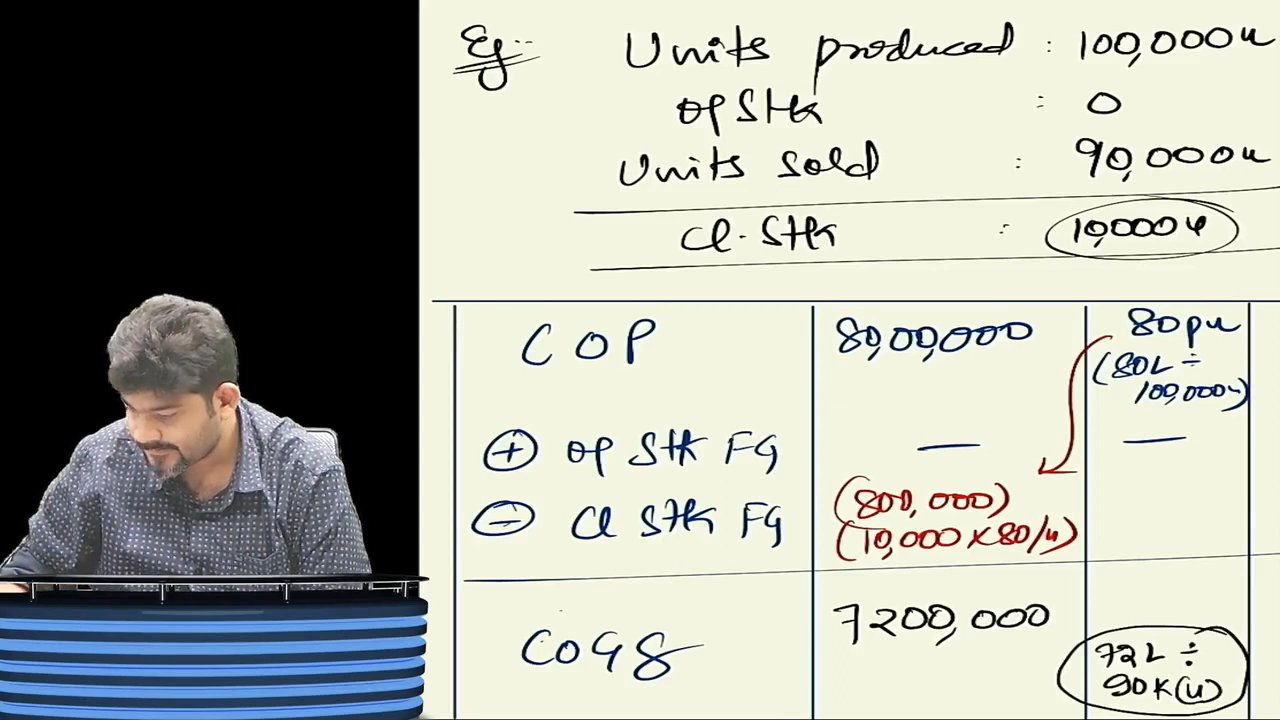 Eg:- Units produced : 100,000u
op Stk : 0
Units sold : 90,000u
Cl. Stk : 10,000u
COP 80,00,000 80pu
(80L ÷
100,000u)
+ op Stk FG — —
- Cl Stk FG (800,000)
(10,000 x 80/u)
COGS 7200,000 72L ÷
90K(u)